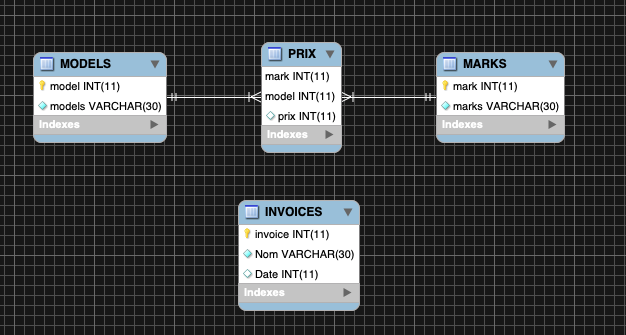 MODELS
model INT(11)
models VARCHAR(30)
Indexes
PRIX
mark INT(11)
model INT(11)
prix INT(11)
Indexes
MARKS
mark INT(11)
marks VARCHAR(30)
Indexes
INVOICES
invoice INT(11)
Nom VARCHAR(30)
Date INT(11)
Indexes